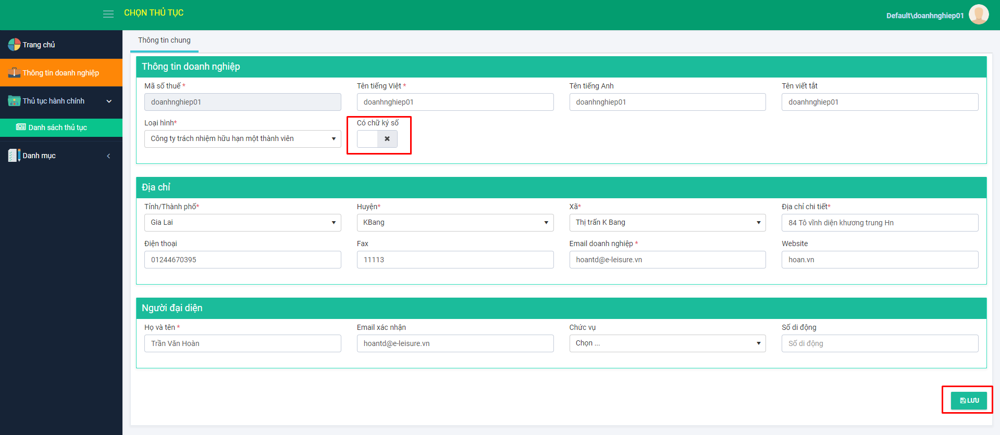 CHỌN THỦ TỤC
Default\doanhnghiep01
Trang chủ
Thông tin doanh nghiệp
Thủ tục hành chính
Danh sách thủ tục
Danh mục
Thông tin chung
Thông tin doanh nghiệp
Mã số thuế * Tên tiếng Việt * Tên tiếng Anh Tên viết tắt
doanhnghiep01 doanhnghiep01 doanhnghiep01 doanhnghiep01
Loại hình* Có chữ ký số
Công ty trách nhiệm hữu hạn một thành viên
Địa chỉ
Tỉnh/Thành phố* Huyện* Xã* Địa chỉ chi tiết*
Gia Lai KBang Thị trấn K Bang 84 Tô vĩnh diện khương trung Hn
Điện thoại Fax Email doanh nghiệp * Website
01244670395 11113 hoantd@e-leisure.vn hoan.vn
Người đại diện
Họ và tên * Email xác nhận Chức vụ Số di động
Trần Văn Hoàn hoantd@e-leisure.vn Chọn ... Số di động
LƯU